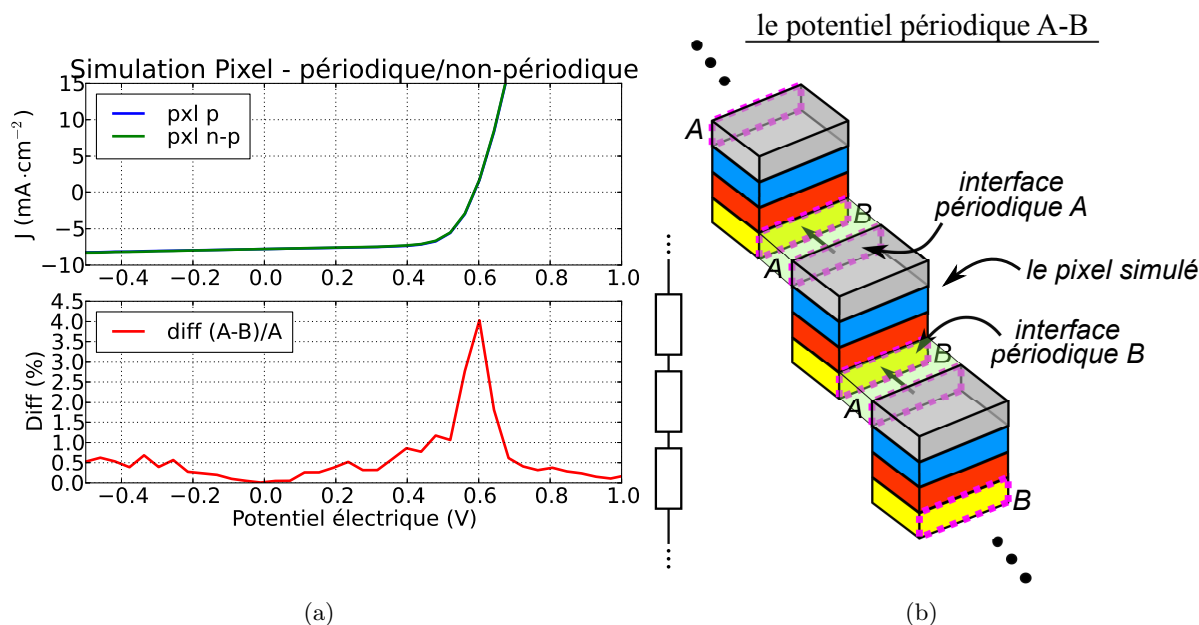 Simulation Pixel - périodique/non-périodique
pxl p
pxl n-p
J (mA·cm⁻²)
15
10
5
0
−5
−10
−0.4 −0.2 0.0 0.2 0.4 0.6 0.8 1.0
diff (A-B)/A
Diff (%)
4.5
4.0
3.5
3.0
2.5
2.0
1.5
1.0
0.5
0.0
−0.4 −0.2 0.0 0.2 0.4 0.6 0.8 1.0
Potentiel électrique (V)
(a)
le potentiel périodique A-B
A
B
interface
périodique A
A
le pixel simulé
interface
périodique B
B
A
B
(b)